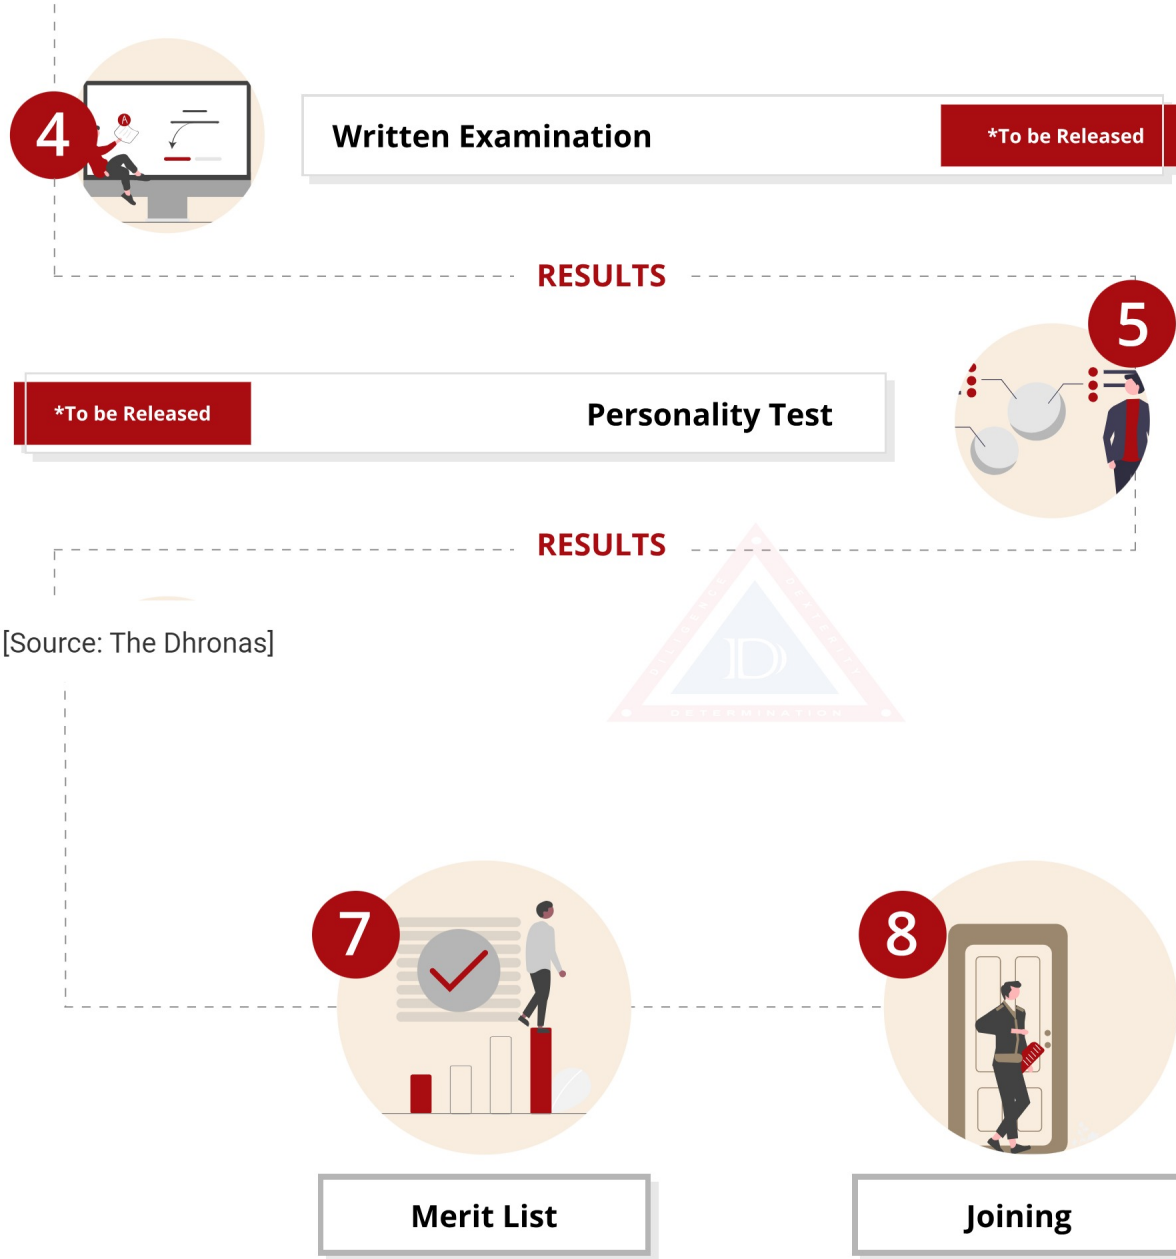 4
A
Written Examination
*To be Released
RESULTS
5
*To be Released
Personality Test
RESULTS
[Source: The Dhronas]
D
DETERMINATION
7
8
Merit List
Joining